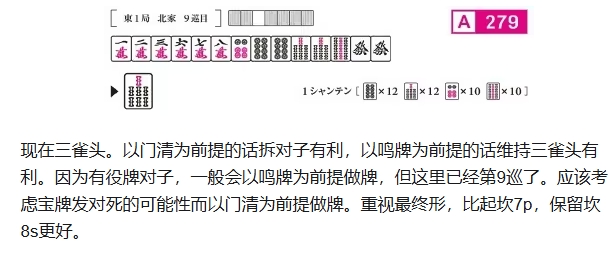 [ 東1局 北家 9巡目 ]
A 279
一萬 二萬 三萬 六萬 七萬 八萬 發 發
1シャンテン [ ×12 ×12 ×10 ×10 ]
现在三雀头。以门清为前提的话拆对子有利，以鸣牌为前提的话维持三雀头有
利。因为有役牌对子，一般会以鸣牌为前提做牌，但这里已经第9巡了。应该考
虑宝牌发对死的可能性而以门清为前提做牌。重视最终形，比起坎7p，保留坎
8s更好。